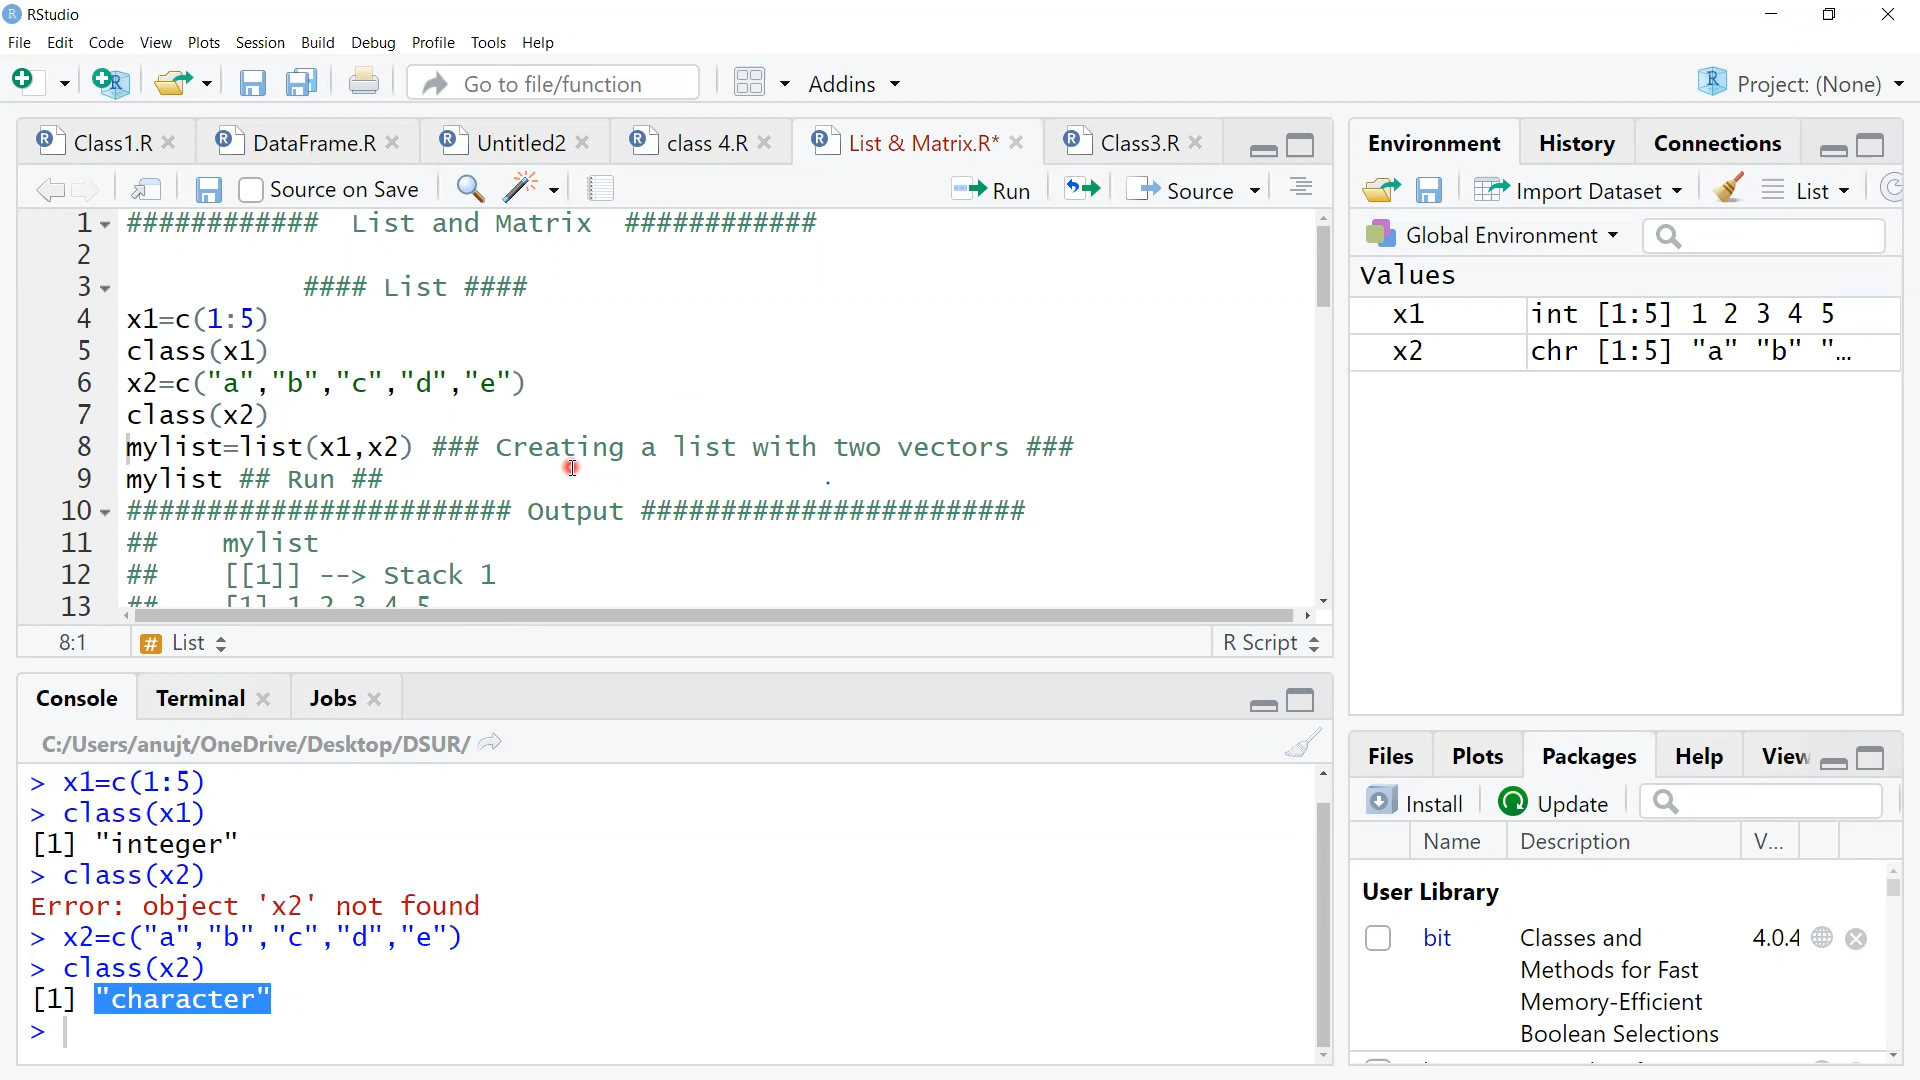 RStudio
File Edit Code View Plots Session Build Debug Profile Tools Help
Go to file/function Addins Project: (None)
Class1.R DataFrame.R Untitled2 class 4.R List & Matrix.R* Class3.R
Source on Save Run Source
1 ############ List and Matrix ############
2
3 #### List ####
4 x1=c(1:5)
5 class(x1)
6 x2=c("a","b","c","d","e")
7 class(x2)
8 mylist=list(x1,x2) ### Creating a list with two vectors ###
9 mylist ## Run ##
10 ######################## Output ########################
11 ## mylist
12 ## [[1]] --> Stack 1
13 ## [1] 1 2 3 4 5
8:1 # List R Script
Console Terminal Jobs
C:/Users/anujt/OneDrive/Desktop/DSUR/
> x1=c(1:5)
> class(x1)
[1] "integer"
> class(x2)
Error: object 'x2' not found
> x2=c("a","b","c","d","e")
> class(x2)
[1] "character"
>
Environment History Connections
Import Dataset List
Global Environment
Values
x1 int [1:5] 1 2 3 4 5
x2 chr [1:5] "a" "b" "…
Files Plots Packages Help View
Install Update
Name Description V...
User Library
bit Classes and 4.0.4
Methods for Fast
Memory-Efficient
Boolean Selections